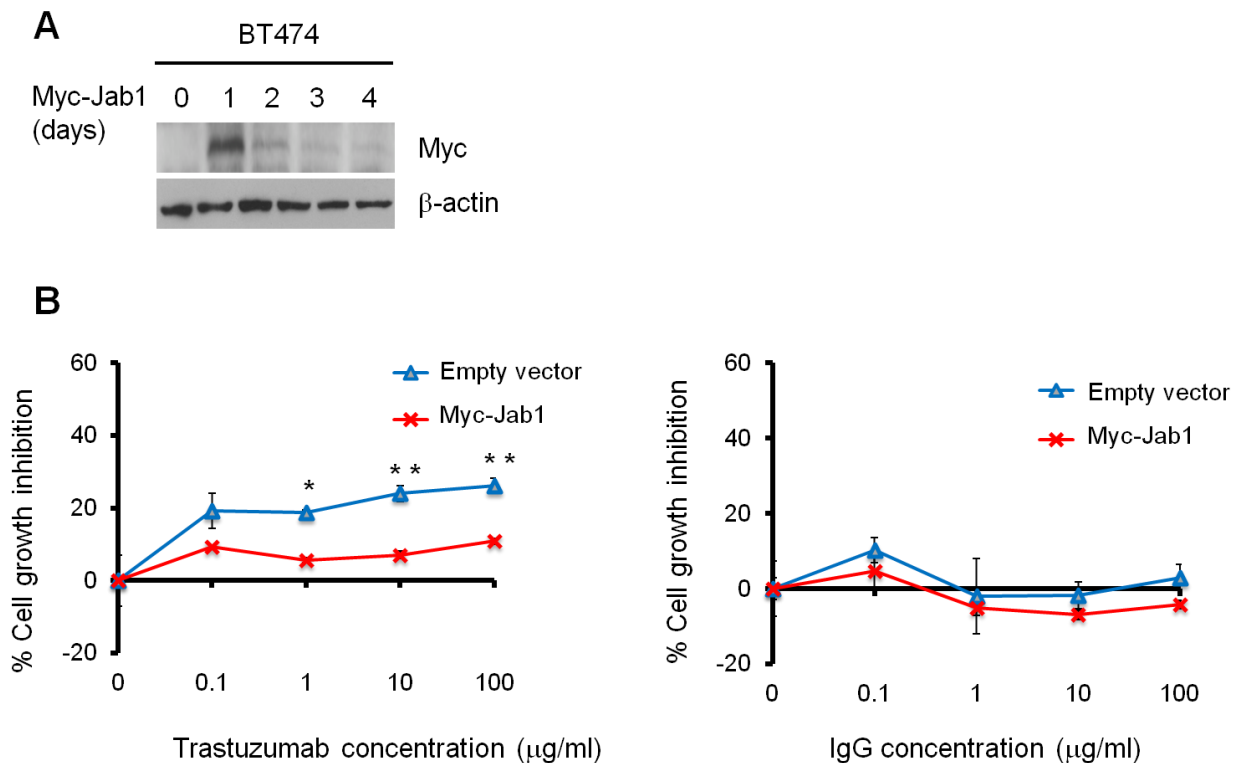 A
BT474
Myc-Jab1 0 1 2 3 4
(days)
Myc
β-actin
B
60
40
20
0
-20
% Cell growth inhibition
Empty vector
Myc-Jab1
*
* *
* *
0 0.1 1 10 100
Trastuzumab concentration (μg/ml)
60
40
20
0
-20
% Cell growth inhibition
Empty vector
Myc-Jab1
0 0.1 1 10 100
IgG concentration (μg/ml)